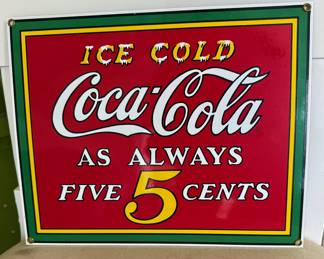 ICE COLD
Coca-Cola
AS ALWAYS
FIVE 5 CENTS